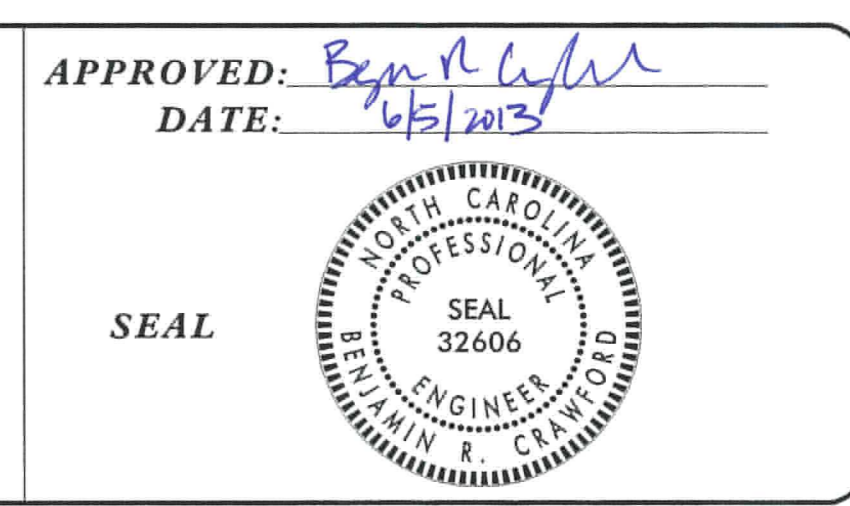 APPROVED:
DATE: 6/5/2013
SEAL
NORTH CAROLINA
PROFESSIONAL
SEAL
32606
ENGINEER
BENJAMIN R. CRAWFORD